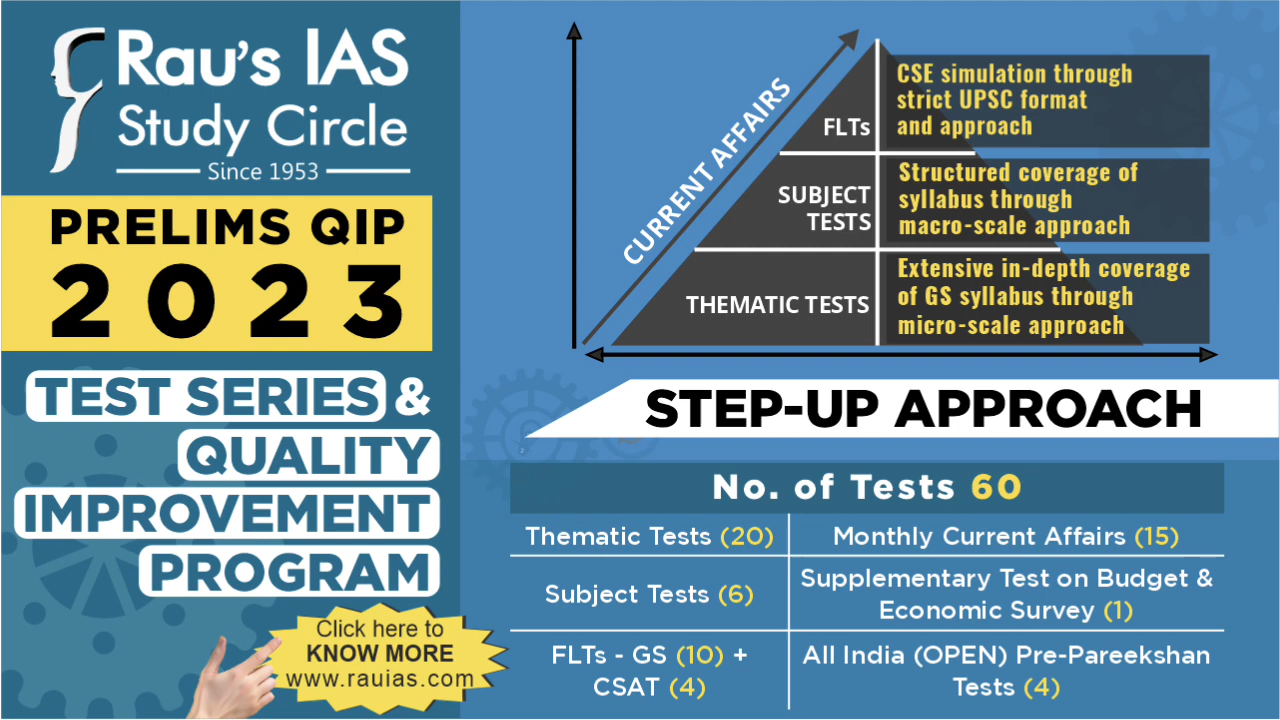 Rau's IAS
Study Circle
Since 1953
PRELIMS QIP
2023
TEST SERIES &
QUALITY
IMPROVEMENT
PROGRAM
Click here to
KNOW MORE
www.rauias.com
CURRENT AFFAIRS
FLTs
CSE simulation through
strict UPSC format
and approach
SUBJECT
TESTS
Structured coverage of
syllabus through
macro-scale approach
THEMATIC TESTS
Extensive in-depth coverage
of GS syllabus through
micro-scale approach
STEP-UP APPROACH
No. of Tests 60
Thematic Tests (20)
Monthly Current Affairs (15)
Subject Tests (6)
Supplementary Test on Budget &
Economic Survey (1)
FLTs - GS (10) +
CSAT (4)
All India (OPEN) Pre-Pareekshan
Tests (4)